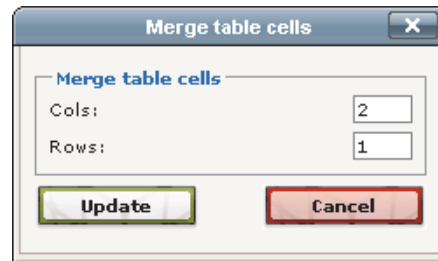 Merge table cells
Merge table cells
Cols: 2
Rows: 1
Update Cancel